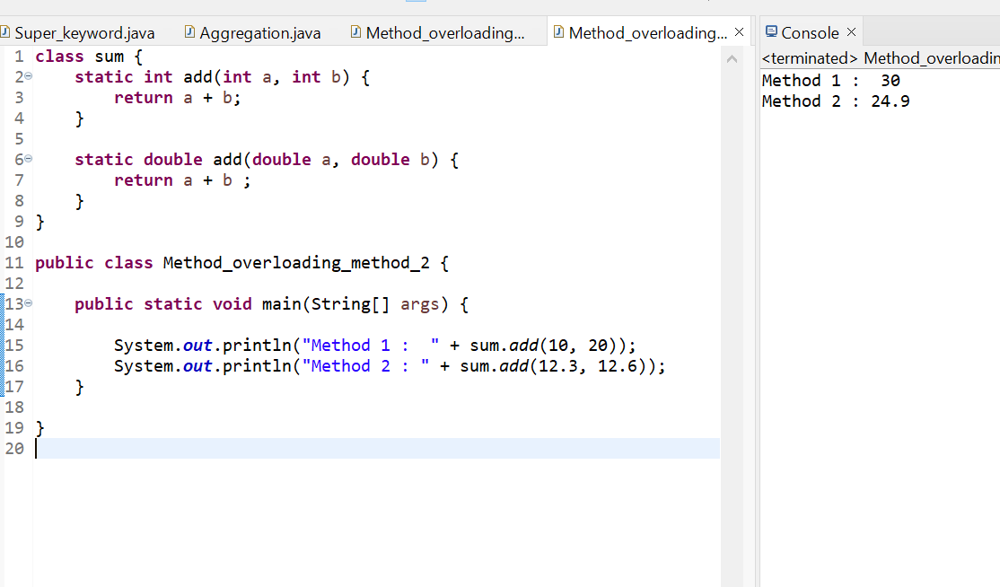 Super_keyword.java Aggregation.java Method_overloading... Method_overloading... Console
<terminated> Method_overloadin
1 class sum {
2 static int add(int a, int b) {
3 return a + b;
4 }
5
6 static double add(double a, double b) {
7 return a + b ;
8 }
9 }
10
11 public class Method_overloading_method_2 {
12
13 public static void main(String[] args) {
14
15 System.out.println("Method 1 :  " + sum.add(10, 20));
16 System.out.println("Method 2 : " + sum.add(12.3, 12.6));
17 }
18
19 }
20
Method 1 :  30
Method 2 : 24.9